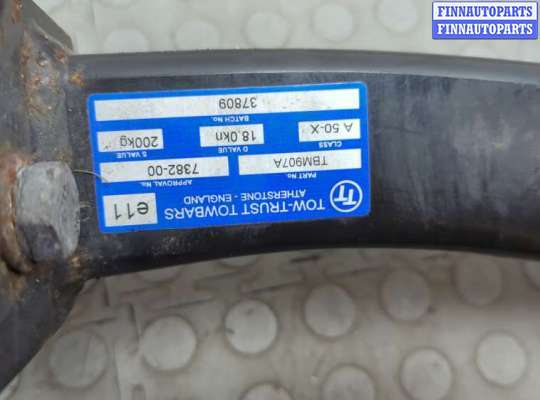 FINNAUTOPARTS
FINNAUTOPARTS
TT
TOW-TRUST TOWBARS
ATHERSTONE - ENGLAND
e11
PART No.
TBM907A
APPROVAL No.
7382-00
CLASS
A 50-X
D VALUE
18.0kn
S VALUE
200kg
BATCH No.
37809